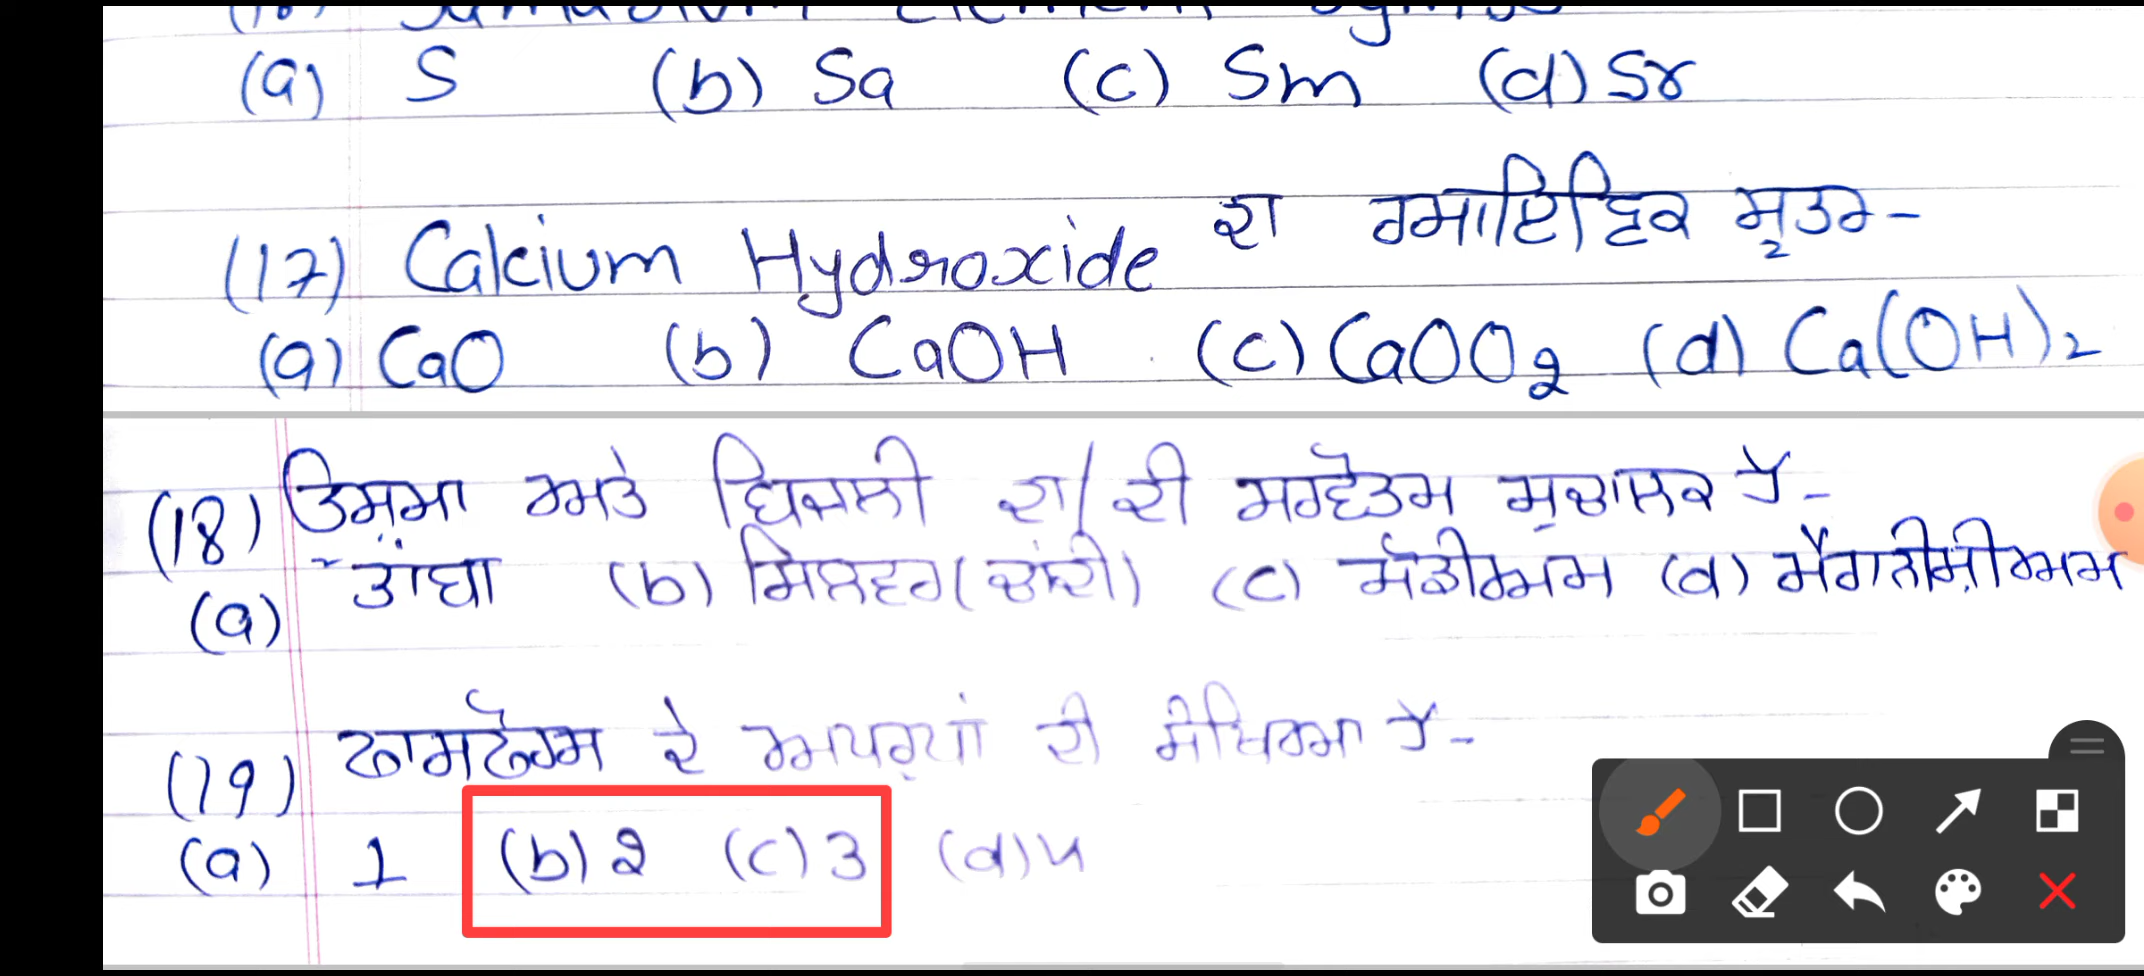 (a) S (b) Sa (c) Sm (d) Sr
(17) Calcium Hydroxide ਦਾ ਰਸਾਇਣਿਕ ਸੂਤਰ-
(a) CaO (b) CaOH (c) CaOO₂ (d) Ca(OH)₂
(18) ਤਾਂਸ਼ਮਾ ਅਤੇ ਬਿਜਲੀ ਦਾ/ਦੀ ਸਰਵੋਤਮ ਸੁਚਾਲਕ ਹੈ-
(a) ਤਾਂਬਾ (b) ਸਿਲਵਰ(ਚਾਂਦੀ) (c) ਸੋਡੀਅਮ (d) ਮੈਗਨੀਸ਼ੀਅਮ
(19) ਫਾਸਫੋਰਸ ਦੇ ਅਪਰੂਪਾਂ ਦੀ ਸੰਖਿਆ ਹੈ-
(a) 1 (b) 2 (c) 3 (d) 4